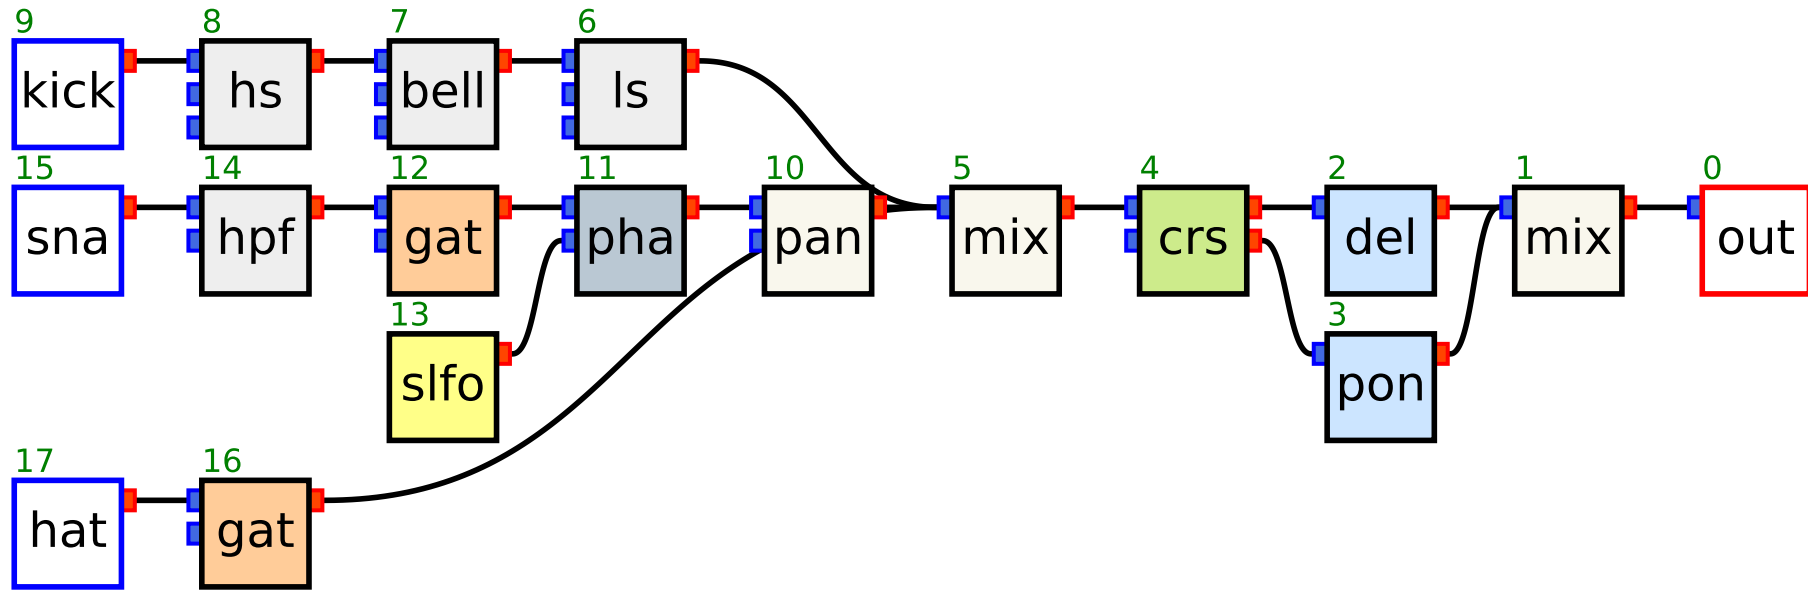 9 8 7 6
kick hs bell ls
15 14 12 11 10 5 4 2 1 0
sna hpf gat pha pan mix crs del mix out
13 3
slfo pon
17 16
hat gat